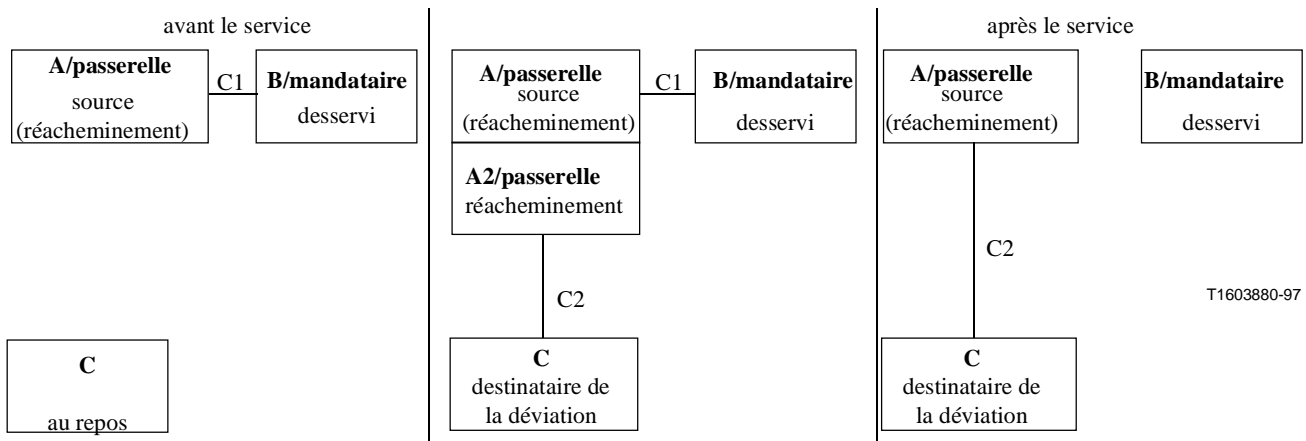 avant le service
A/passerelle
source
(réacheminement)
C1
B/mandataire
desservi
C
au repos
A/passerelle
source
(réacheminement)
C1
B/mandataire
desservi
A2/passerelle
réacheminement
C2
C
destinataire de
la déviation
après le service
A/passerelle
source
(réacheminement)
B/mandataire
desservi
C2
T1603880-97
C
destinataire de
la déviation